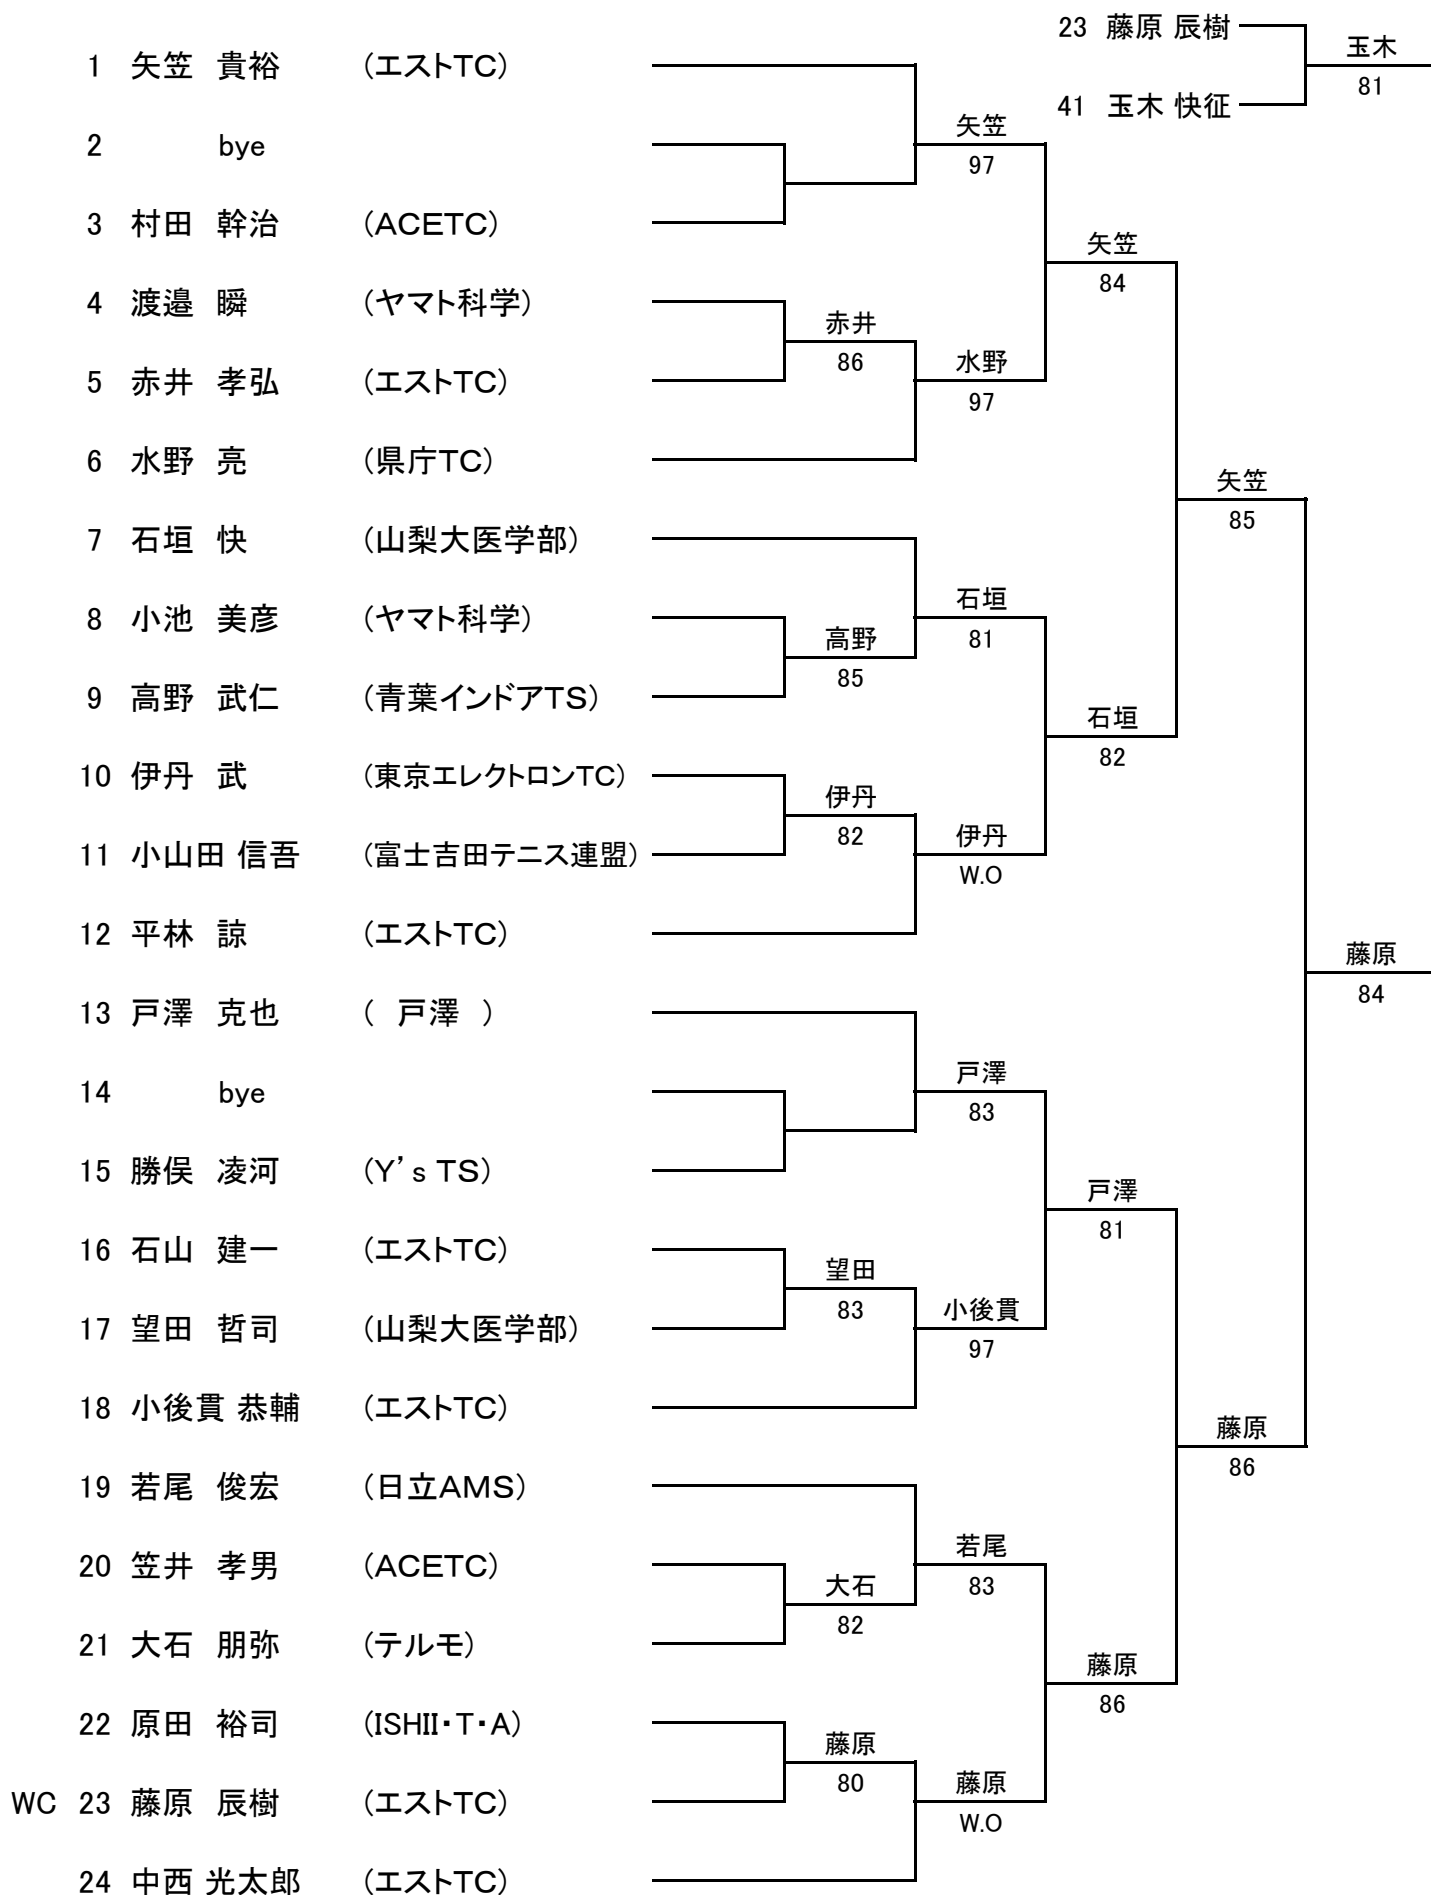 23 藤原 辰樹
玉木
81
41 玉木 快征
1 矢笠 貴裕 (エストTC)
2 bye
矢笠
97
3 村田 幹治 (ACETC)
矢笠
84
4 渡邉 瞬 (ヤマト科学)
赤井
86
5 赤井 孝弘 (エストTC)
水野
97
6 水野 亮 (県庁TC)
矢笠
85
7 石垣 快 (山梨大医学部)
8 小池 美彦 (ヤマト科学)
石垣
81
高野
85
9 高野 武仁 (青葉インドアTS)
石垣
82
10 伊丹 武 (東京エレクトロンTC)
伊丹
82
11 小山田 信吾 (富士吉田テニス連盟)
伊丹
W.O
12 平林 諒 (エストTC)
藤原
84
13 戸澤 克也 ( 戸澤 )
14 bye
戸澤
83
15 勝俣 凌河 (Y's TS)
戸澤
81
16 石山 建一 (エストTC)
望田
83
17 望田 哲司 (山梨大医学部)
小後貫
97
18 小後貫 恭輔 (エストTC)
藤原
86
19 若尾 俊宏 (日立AMS)
20 笠井 孝男 (ACETC)
若尾
83
大石
82
21 大石 朋弥 (テルモ)
藤原
86
22 原田 裕司 (ISHII・T・A)
藤原
80
WC 23 藤原 辰樹 (エストTC)
藤原
W.O
24 中西 光太郎 (エストTC)